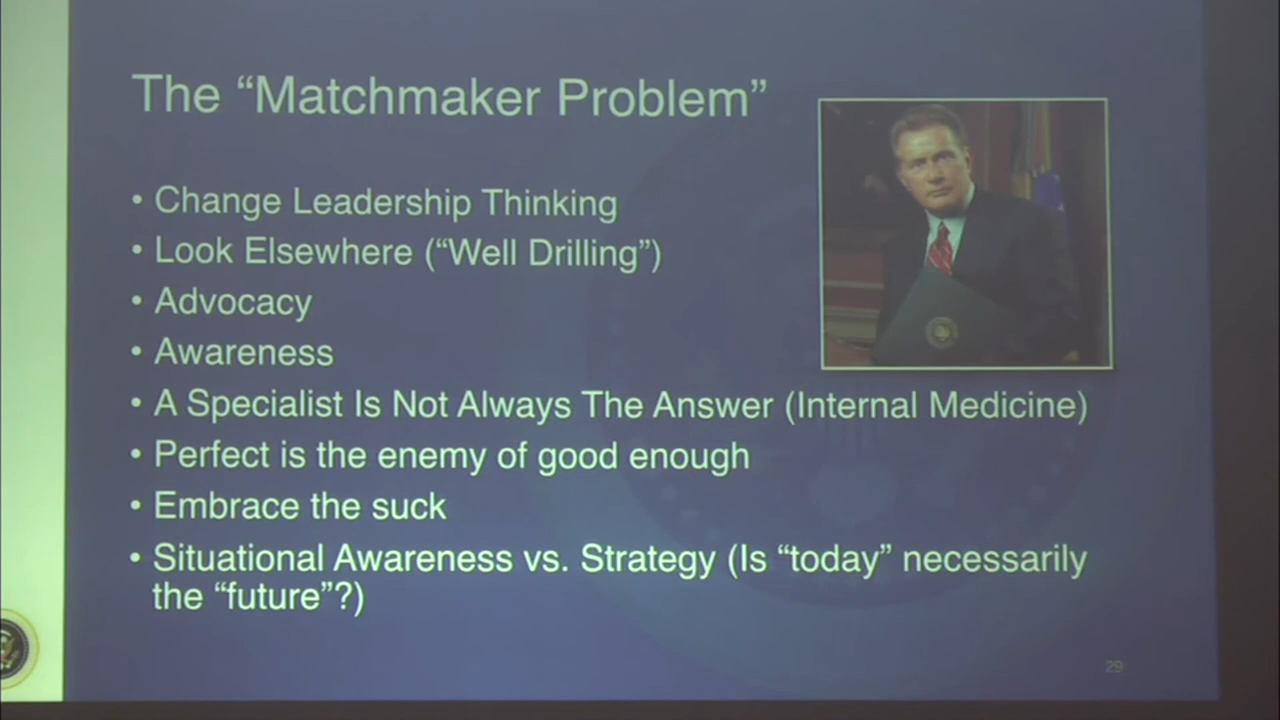 The “Matchmaker Problem”
• Change Leadership Thinking
• Look Elsewhere (“Well Drilling”)
• Advocacy
• Awareness
• A Specialist Is Not Always The Answer (Internal Medicine)
• Perfect is the enemy of good enough
• Embrace the suck
• Situational Awareness vs. Strategy (Is “today” necessarily
the “future”?)
29